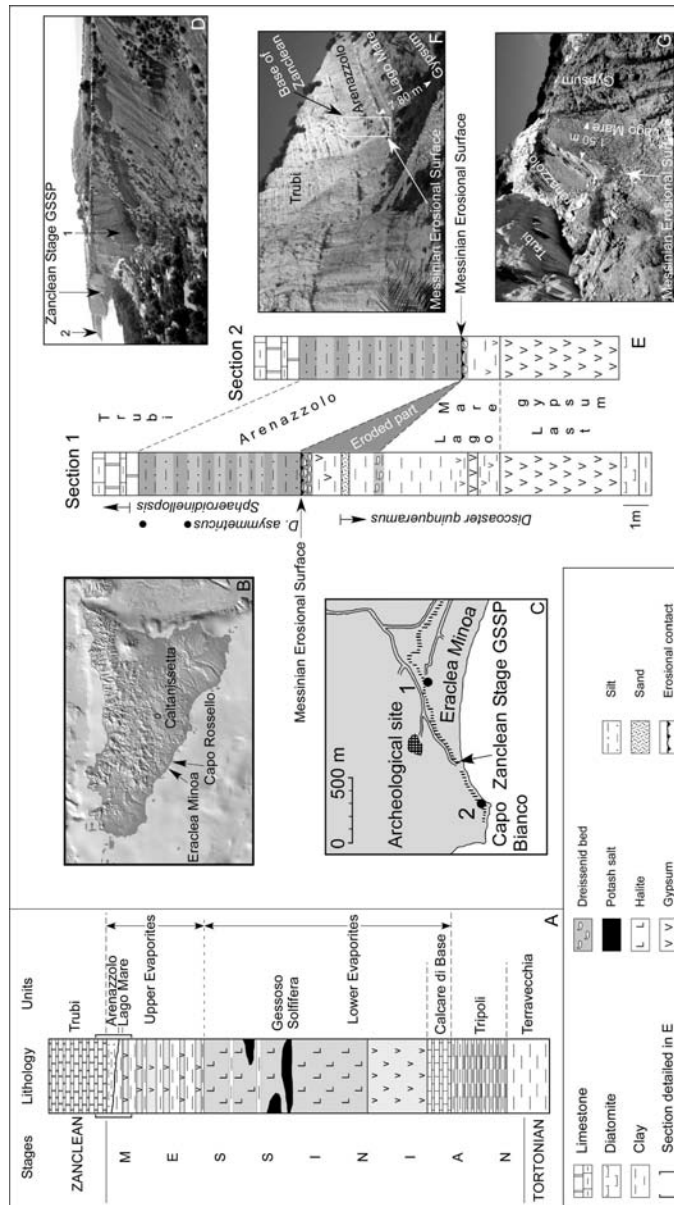 Stages
Lithology
Units
ZANCLEAN
M E S S I N I A N
TORTONIAN
Trubi
Arenazzolo
Lago Mare
Upper Evaporites
Gessoso
Solfifera
Lower Evaporites
Calcare di Base
Tripoli
Terravecchia
A
Limestone
Diatomite
Clay
Section detailed in E
Dreissenid bed
Potash salt
Halite
Gypsum
Silt
Sand
Erosional contact
Eraclea Minoa
Capo Rossello
Caltanissetta
B
0 500 m
Archeological site
1
Eraclea Minoa
2
Capo
Bianco
Zanclean Stage GSSP
C
Zanclean Stage GSSP
2
1
D
Section 1
Section 2
Trubi
Arenazzolo
Eroded part
Lago Mare
Last gypsum
Sphaeroidinellopsis
D. asymmetricus
Discoaster quinqueramus
Messinian Erosional Surface
Messinian Erosional Surface
1m
E
Trubi
Base of
Zanclean
Arenazzolo
Lago Mare
Gypsum
80 m
Messinian Erosional Surface
F
Trubi
Arenazzolo
Lago Mare
Gypsum
50 m
Messinian Erosional Surface
G